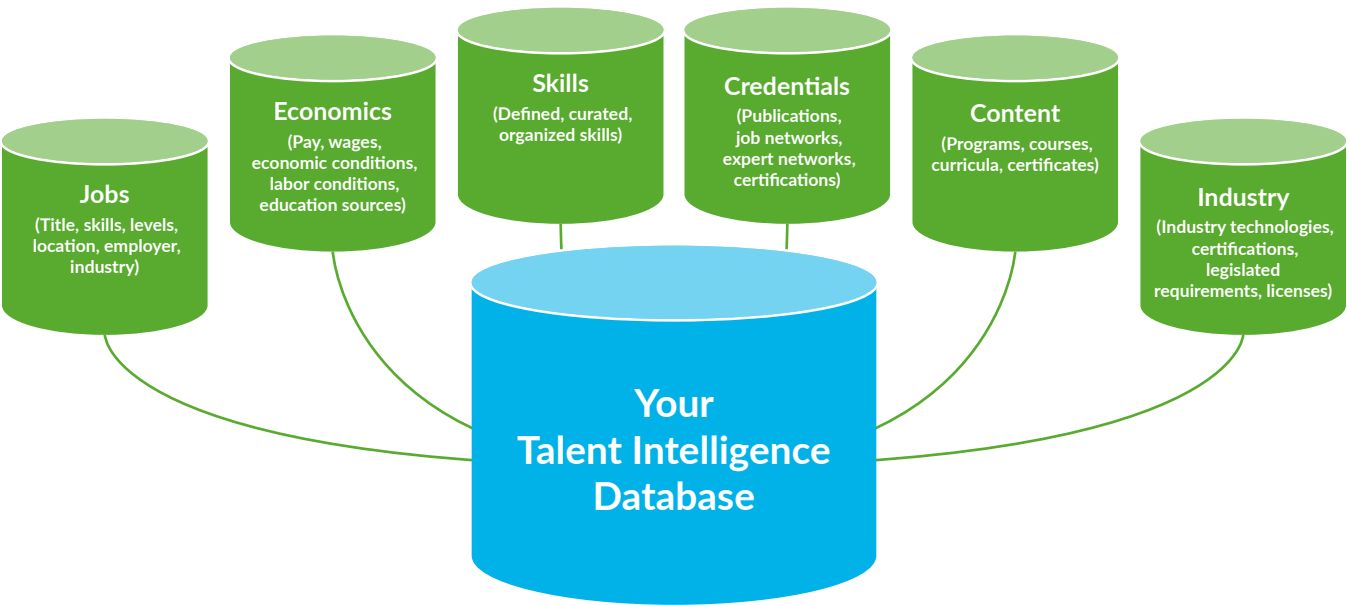 Jobs
(Title, skills, levels,
location, employer,
industry)
Economics
(Pay, wages,
economic conditions,
labor conditions,
education sources)
Skills
(Defined, curated,
organized skills)
Credentials
(Publications,
job networks,
expert networks,
certifications)
Content
(Programs, courses,
curricula, certificates)
Industry
(Industry technologies,
certifications,
legislated
requirements, licenses)
Your
Talent Intelligence
Database